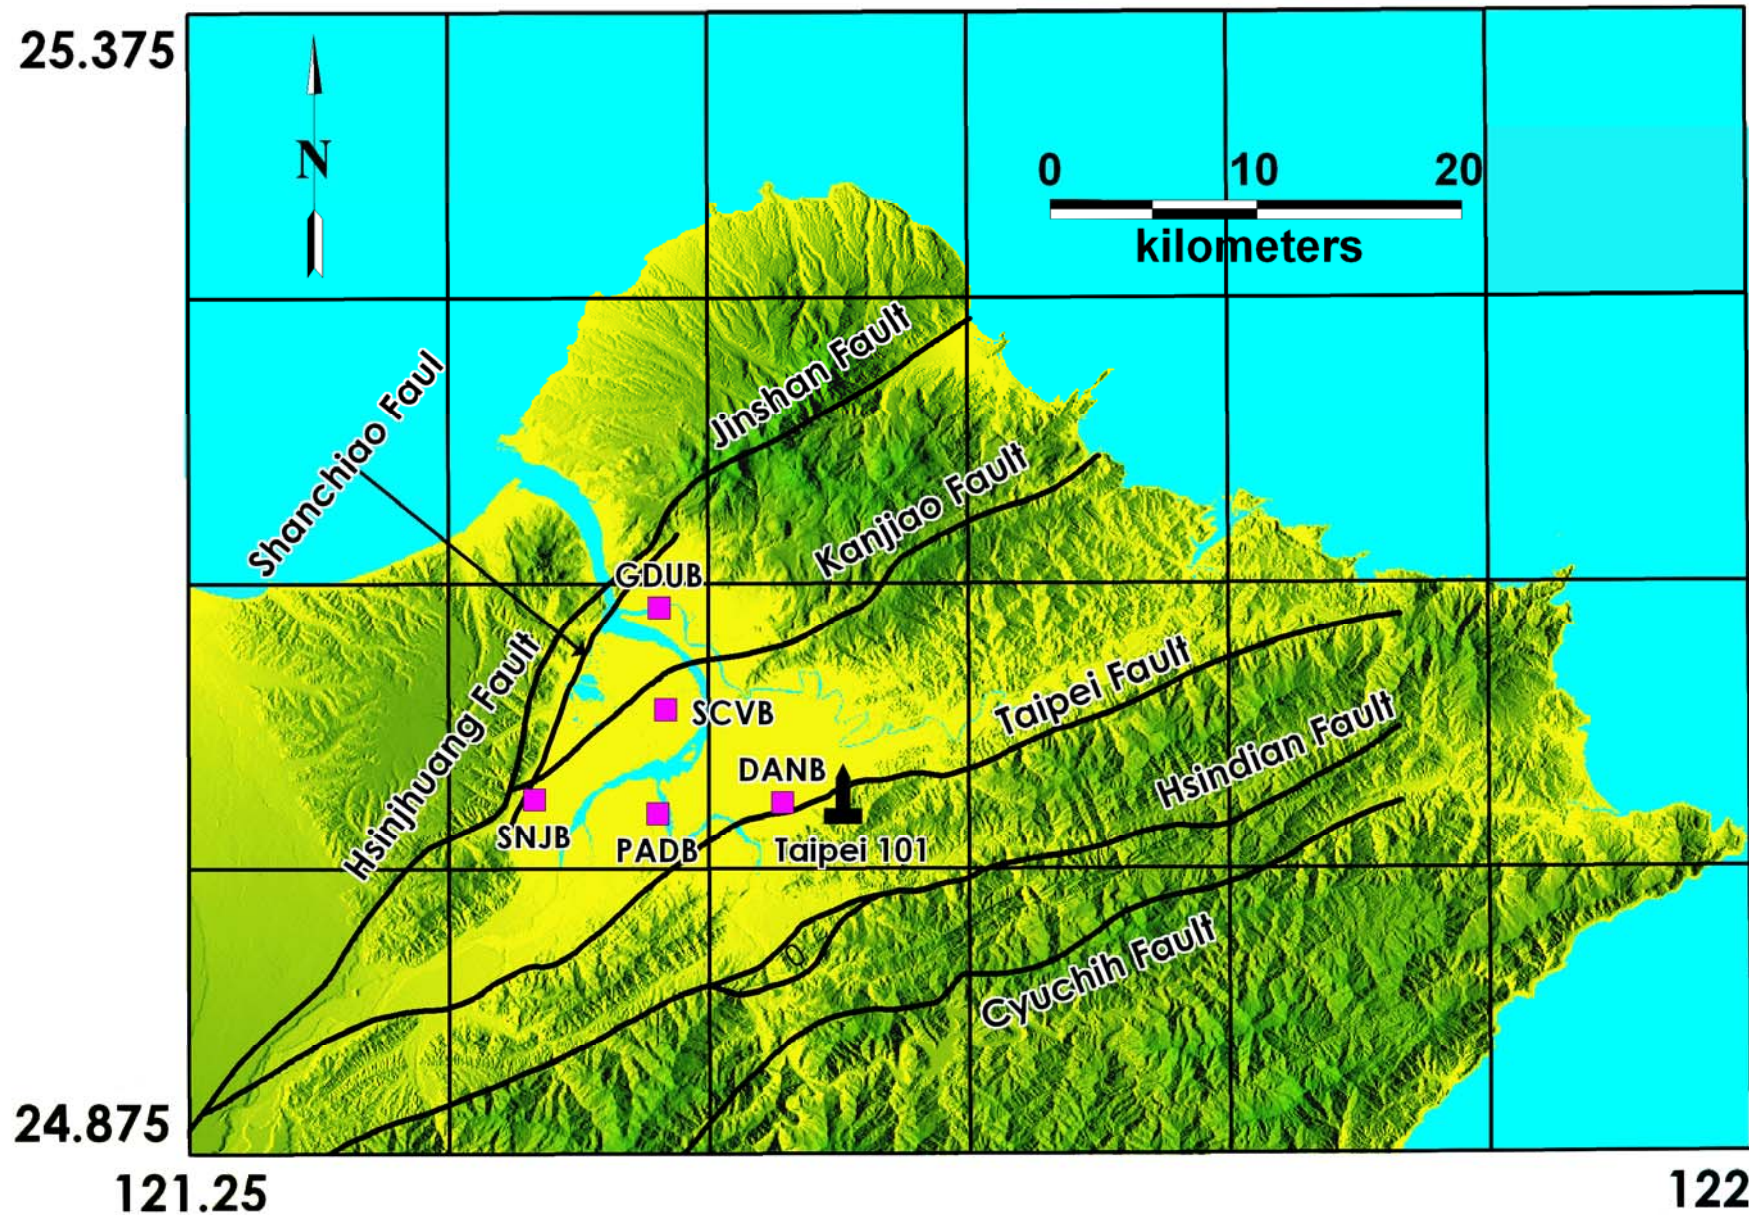 25.375
N
0 10 20
kilometers
Shanchiao Faul
Jinshan Fault
Kanjiao Fault
GDUB
Hsinjhuang Fault
SCVB
Taipei Fault
DANB
Hsindian Fault
SNJB
PADB
Taipei 101
Cyuchih Fault
24.875
121.25
122